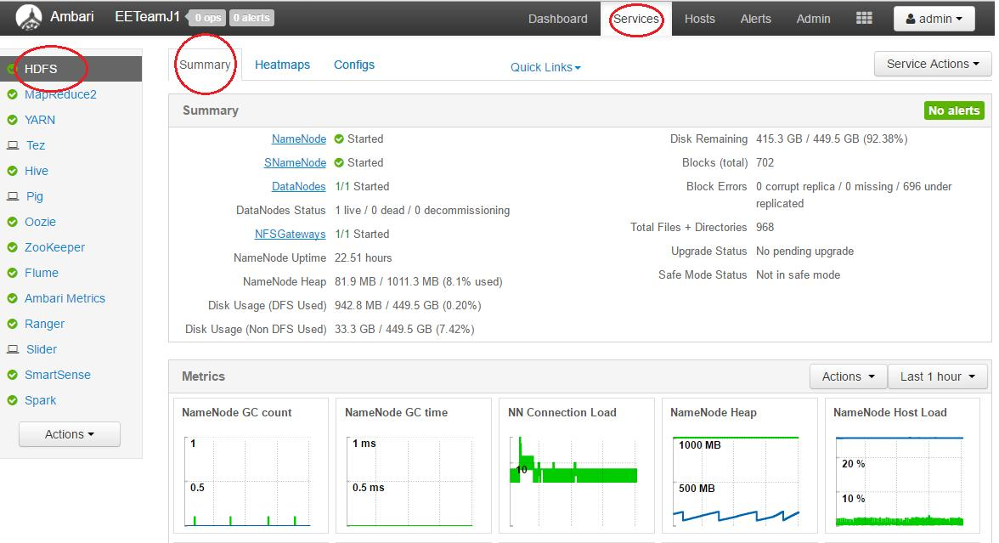 Ambari EETeamJ1 0 ops 0 alerts Dashboard Services Hosts Alerts Admin admin
HDFS
MapReduce2
YARN
Tez
Hive
Pig
Oozie
ZooKeeper
Flume
Ambari Metrics
Ranger
Slider
SmartSense
Spark
Actions
Summary Heatmaps Configs Quick Links Service Actions
Summary No alerts
NameNode Started
SNameNode Started
DataNodes 1/1 Started
DataNodes Status 1 live / 0 dead / 0 decommissioning
NFSGateways 1/1 Started
NameNode Uptime 22.51 hours
NameNode Heap 81.9 MB / 1011.3 MB (8.1% used)
Disk Usage (DFS Used) 942.8 MB / 449.5 GB (0.20%)
Disk Usage (Non DFS Used) 33.3 GB / 449.5 GB (7.42%)
Disk Remaining 415.3 GB / 449.5 GB (92.38%)
Blocks (total) 702
Block Errors 0 corrupt replica / 0 missing / 696 under
replicated
Total Files + Directories 968
Upgrade Status No pending upgrade
Safe Mode Status Not in safe mode
Metrics Actions Last 1 hour
NameNode GC count
1
0.5
NameNode GC time
1 ms
0.5 ms
NN Connection Load
10
NameNode Heap
1000 MB
500 MB
NameNode Host Load
20 %
10 %